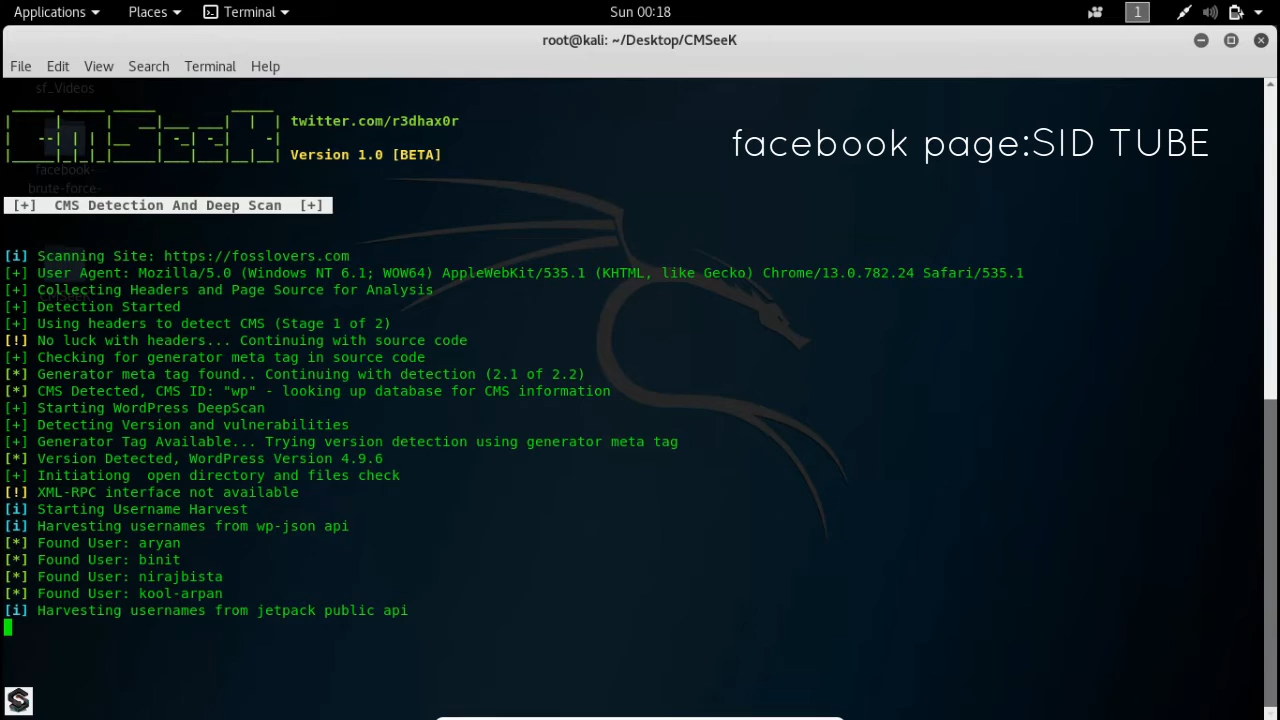 Applications Places Terminal Sun 00:18 1
root@kali: ~/Desktop/CMSeeK
File Edit View Search Terminal Help
sf_Videos
CMSeeK
twitter.com/r3dhax0r
facebook page:SID TUBE
Version 1.0 [BETA]
facebook-
brute-force-
[+] CMS Detection And Deep Scan [+]
[i] Scanning Site: https://fosslovers.com
[+] User Agent: Mozilla/5.0 (Windows NT 6.1; WOW64) AppleWebKit/535.1 (KHTML, like Gecko) Chrome/13.0.782.24 Safari/535.1
[+] Collecting Headers and Page Source for Analysis
[+] Detection Started
[+] Using headers to detect CMS (Stage 1 of 2)
[!] No luck with headers... Continuing with source code
[+] Checking for generator meta tag in source code
[*] Generator meta tag found.. Continuing with detection (2.1 of 2.2)
[*] CMS Detected, CMS ID: "wp" - looking up database for CMS information
[+] Starting WordPress DeepScan
[+] Detecting Version and vulnerabilities
[+] Generator Tag Available... Trying version detection using generator meta tag
[*] Version Detected, WordPress Version 4.9.6
[+] Initiationg  open directory and files check
[!] XML-RPC interface not available
[i] Starting Username Harvest
[i] Harvesting usernames from wp-json api
[*] Found User: aryan
[*] Found User: binit
[*] Found User: nirajbista
[*] Found User: kool-arpan
[i] Harvesting usernames from jetpack public api